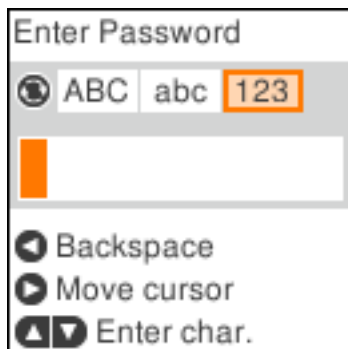 Enter Password
ABC abc 123
Backspace
Move cursor
Enter char.